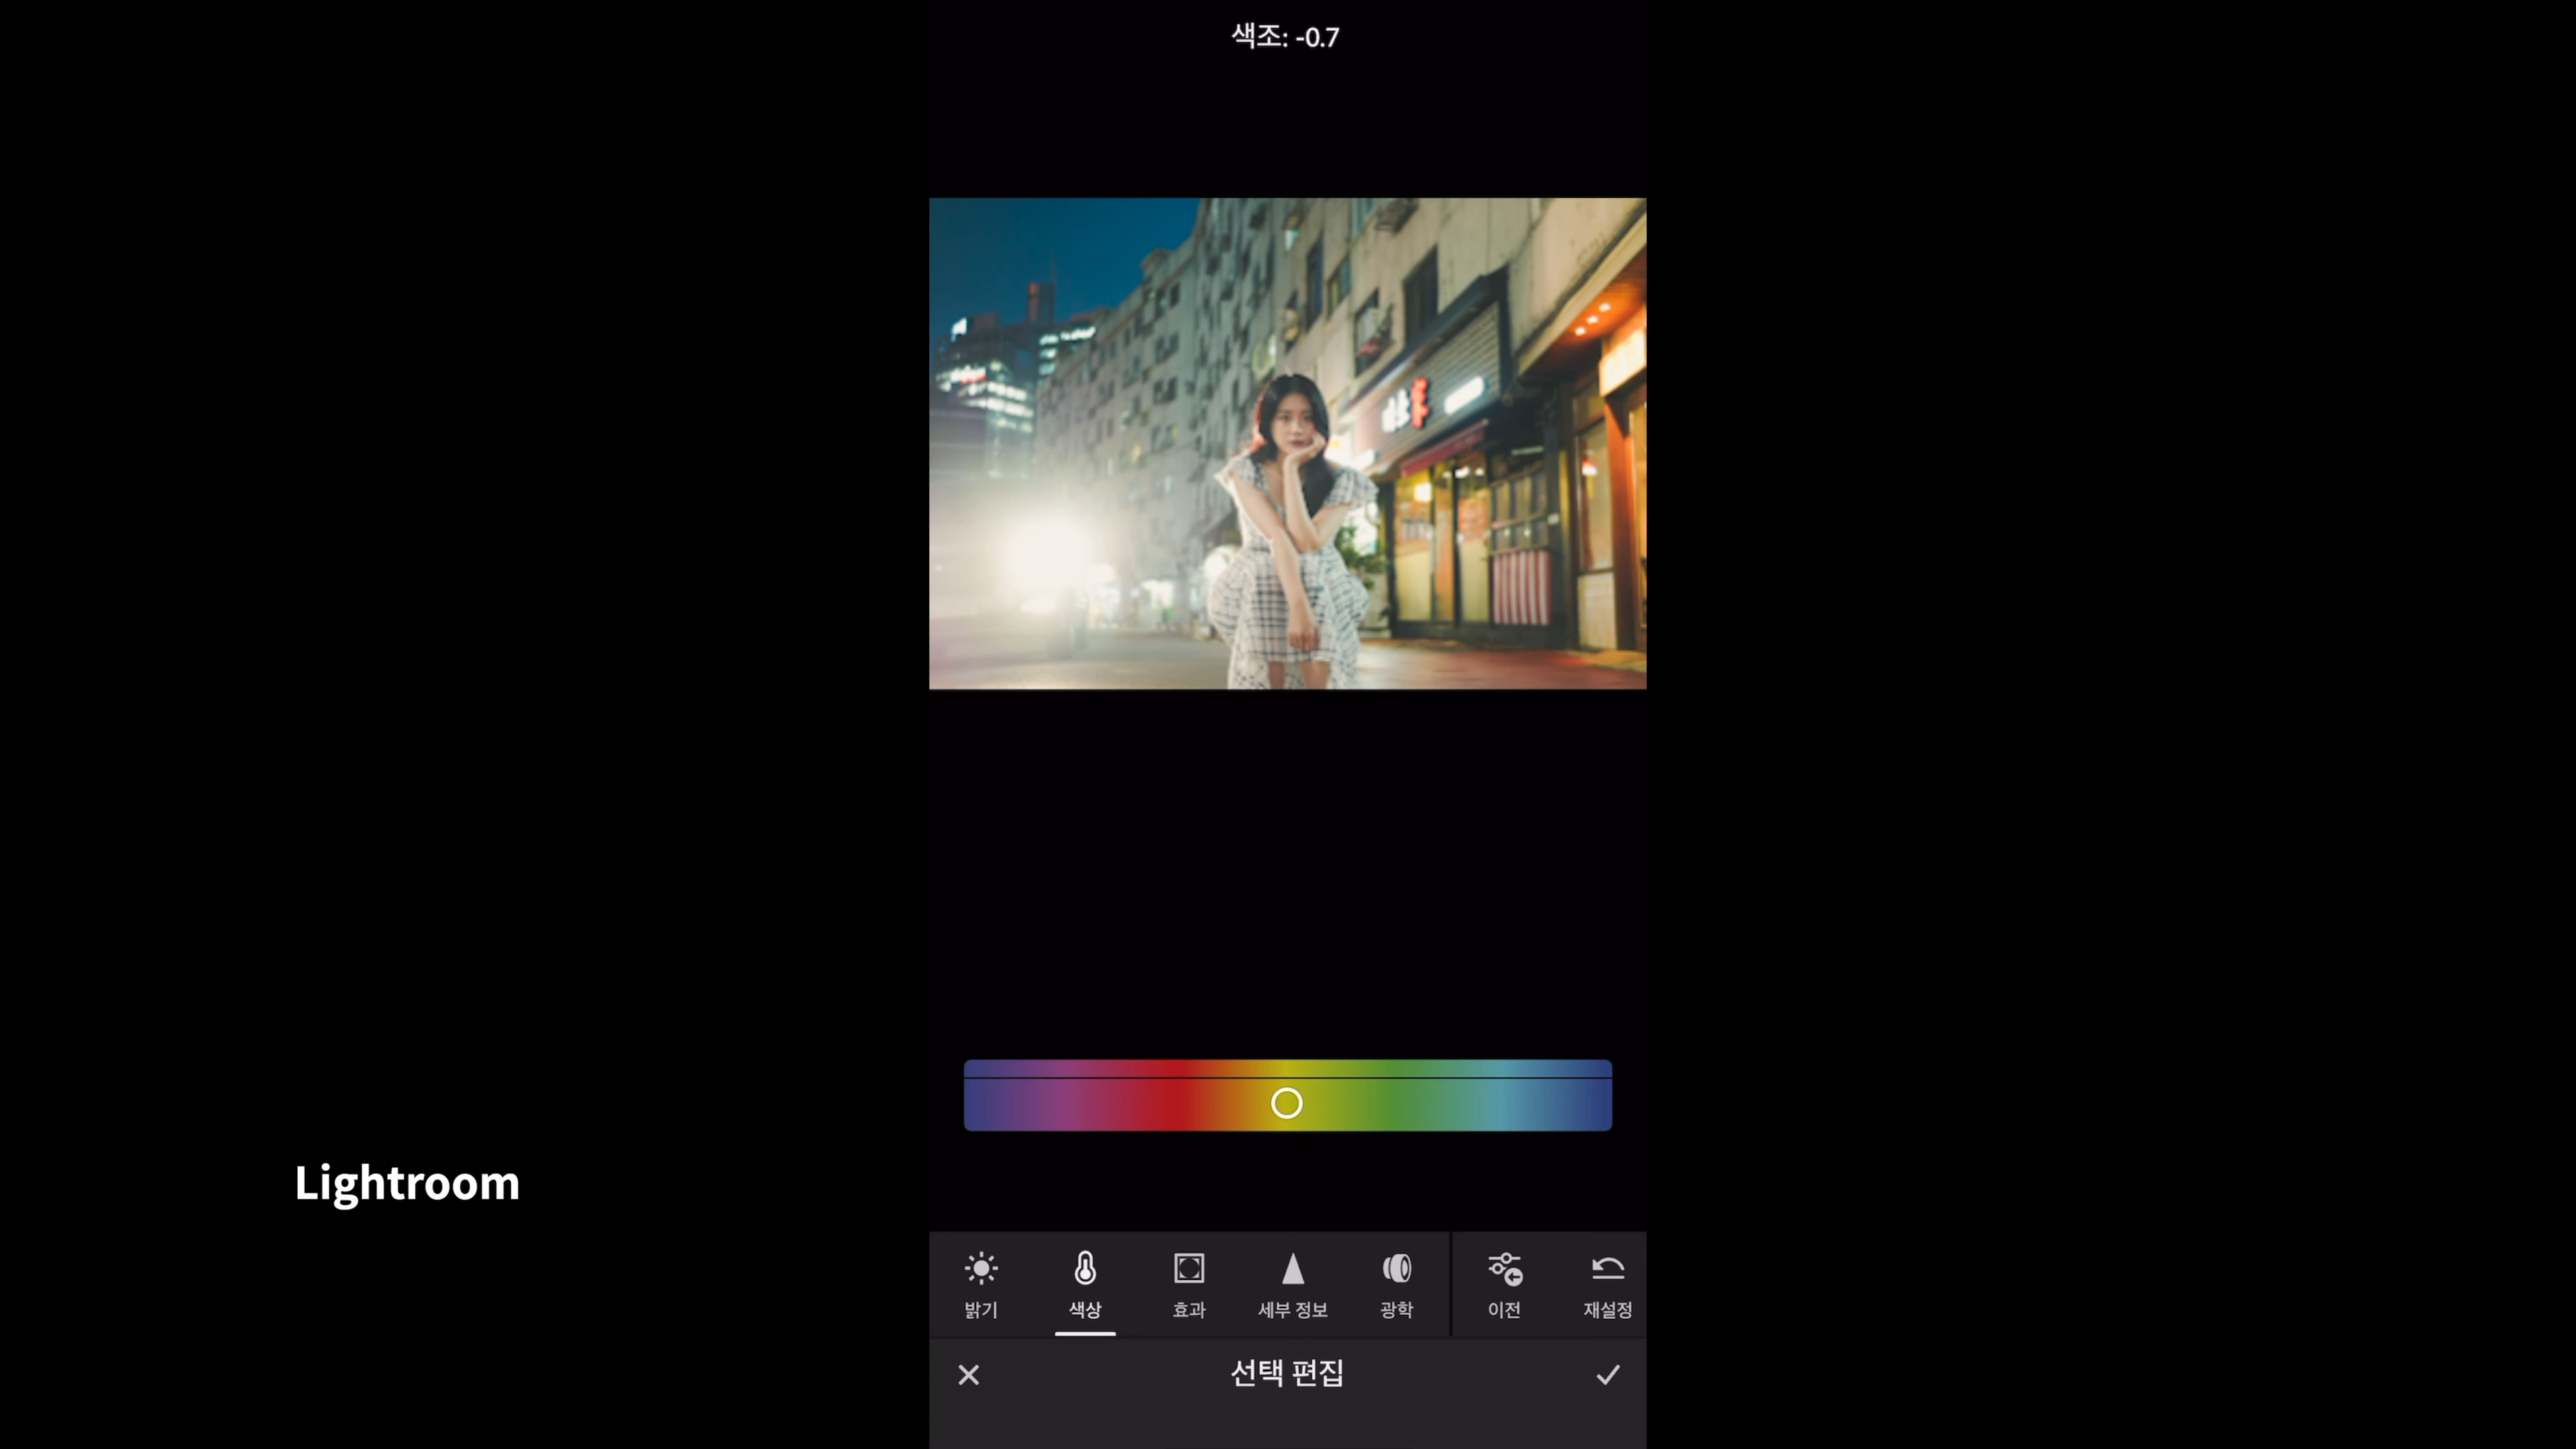 색조: -0.7
Lightroom
밝기 색상 효과 세부 정보 광학 이전 재설정
선택 편집